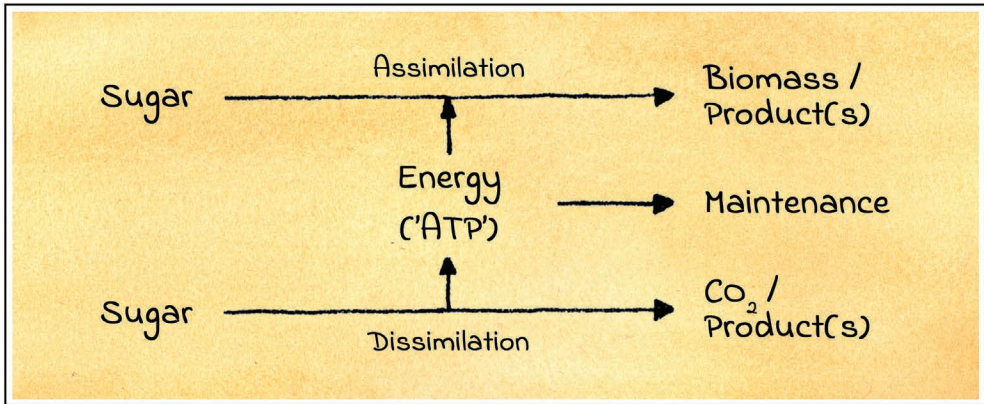 Assimilation
Sugar
Biomass /
Product(s)
Energy
('ATP')
Maintenance
Sugar
CO₂ /
Product(s)
Dissimilation